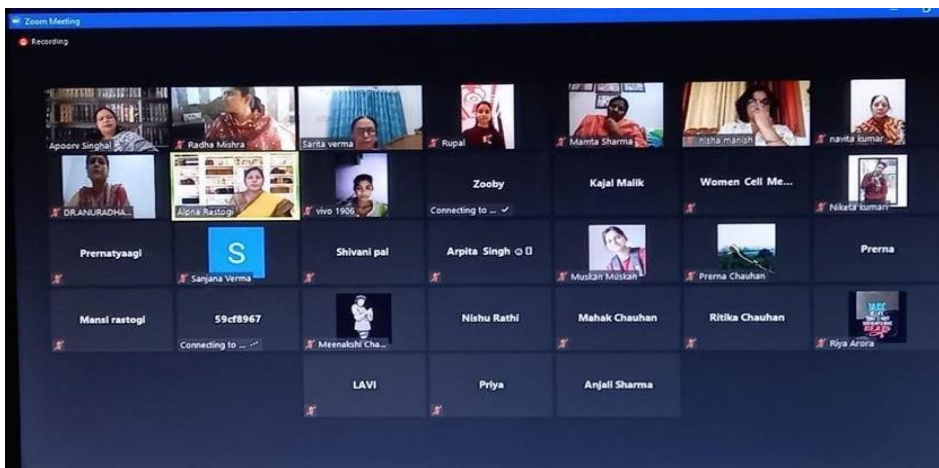 Zoom Meeting
Recording
Apoorv Singhal
Radha Mishra
Sarita verma
Rupal
Mamta Sharma
inisha manish
navita kumar
DR.ANURADHA...
Alpna Rastogi
vivo 1906
Zooby
Connecting to ...
Kajal Malik
Women Cell Me...
Niketa kumari
Prernatyaagi
S
Sanjana Verma
Shivani pal
Arpita Singh ☺
Muskan Muskan
Prerna Chauhan
Prerna
Mansi rastogi
59cf8967
Connecting to ...
Meenakshi Cha...
Nishu Rathi
Mahak Chauhan
Ritika Chauhan
Riya Arora
LAVI
Priya
Anjali Sharma